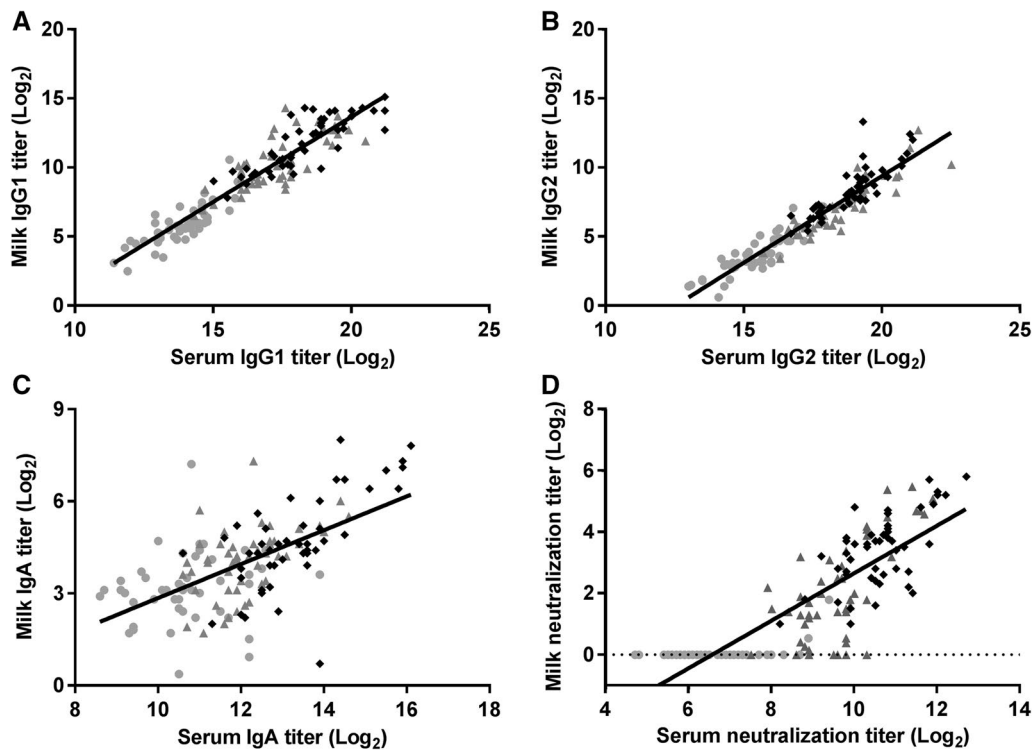 A
20
15
10
5
0
10 15 20 25
Milk IgG1 titer (Log2)
Serum IgG1 titer (Log2)
B
20
15
10
5
0
10 15 20 25
Milk IgG2 titer (Log2)
Serum IgG2 titer (Log2)
C
9
6
3
0
8 10 12 14 16 18
Milk IgA titer (Log2)
Serum IgA titer (Log2)
D
8
6
4
2
0
4 6 8 10 12 14
Milk neutralization titer (Log2)
Serum neutralization titer (Log2)